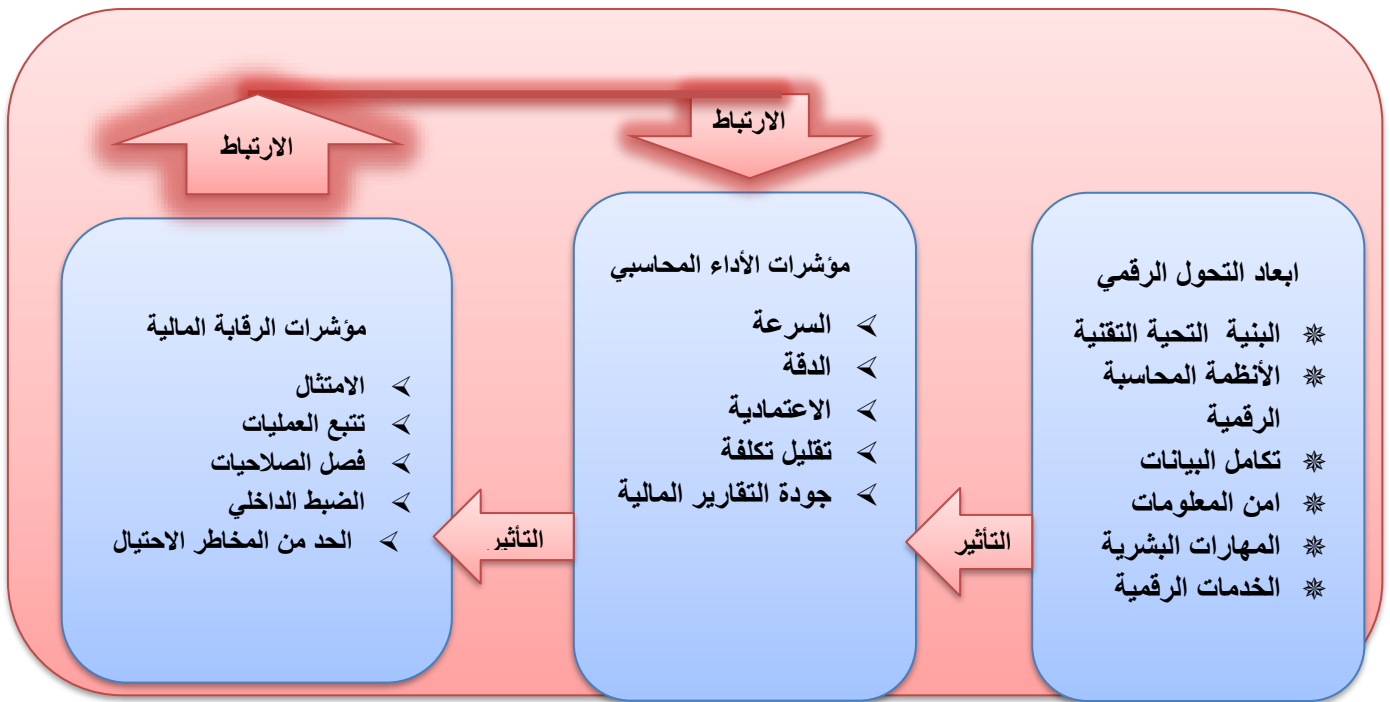 الارتباط
الارتباط
ابعاد التحول الرقمي
البنية التحية التقنية
الأنظمة المحاسبة
الرقمية
تكامل البيانات
امن المعلومات
المهارات البشرية
الخدمات الرقمية
التأثير
مؤشرات الأداء المحاسبي
السرعة
الدقة
الاعتمادية
تقليل تكلفة
جودة التقارير المالية
التأثير
مؤشرات الرقابة المالية
الامتثال
تتبع العمليات
فصل الصلاحيات
الضبط الداخلي
الحد من المخاطر الاحتيال